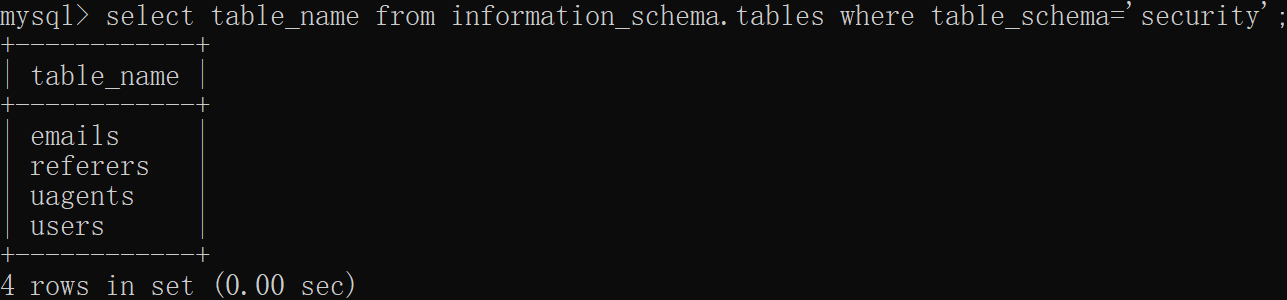 mysql> select table_name from information_schema.tables where table_schema='security';
+------------+
| table_name |
+------------+
| emails     |
| referers   |
| uagents    |
| users      |
+------------+
4 rows in set (0.00 sec)